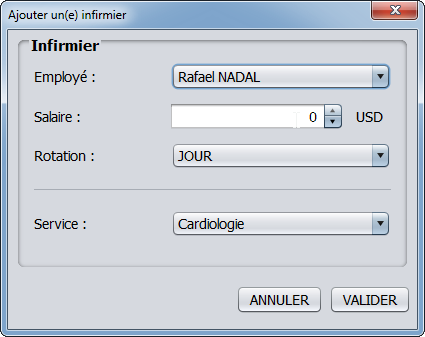 Ajouter un(e) infirmier
Infirmier
Employé : Rafael NADAL
Salaire : 0 USD
Rotation : JOUR
Service : Cardiologie
ANNULER VALIDER